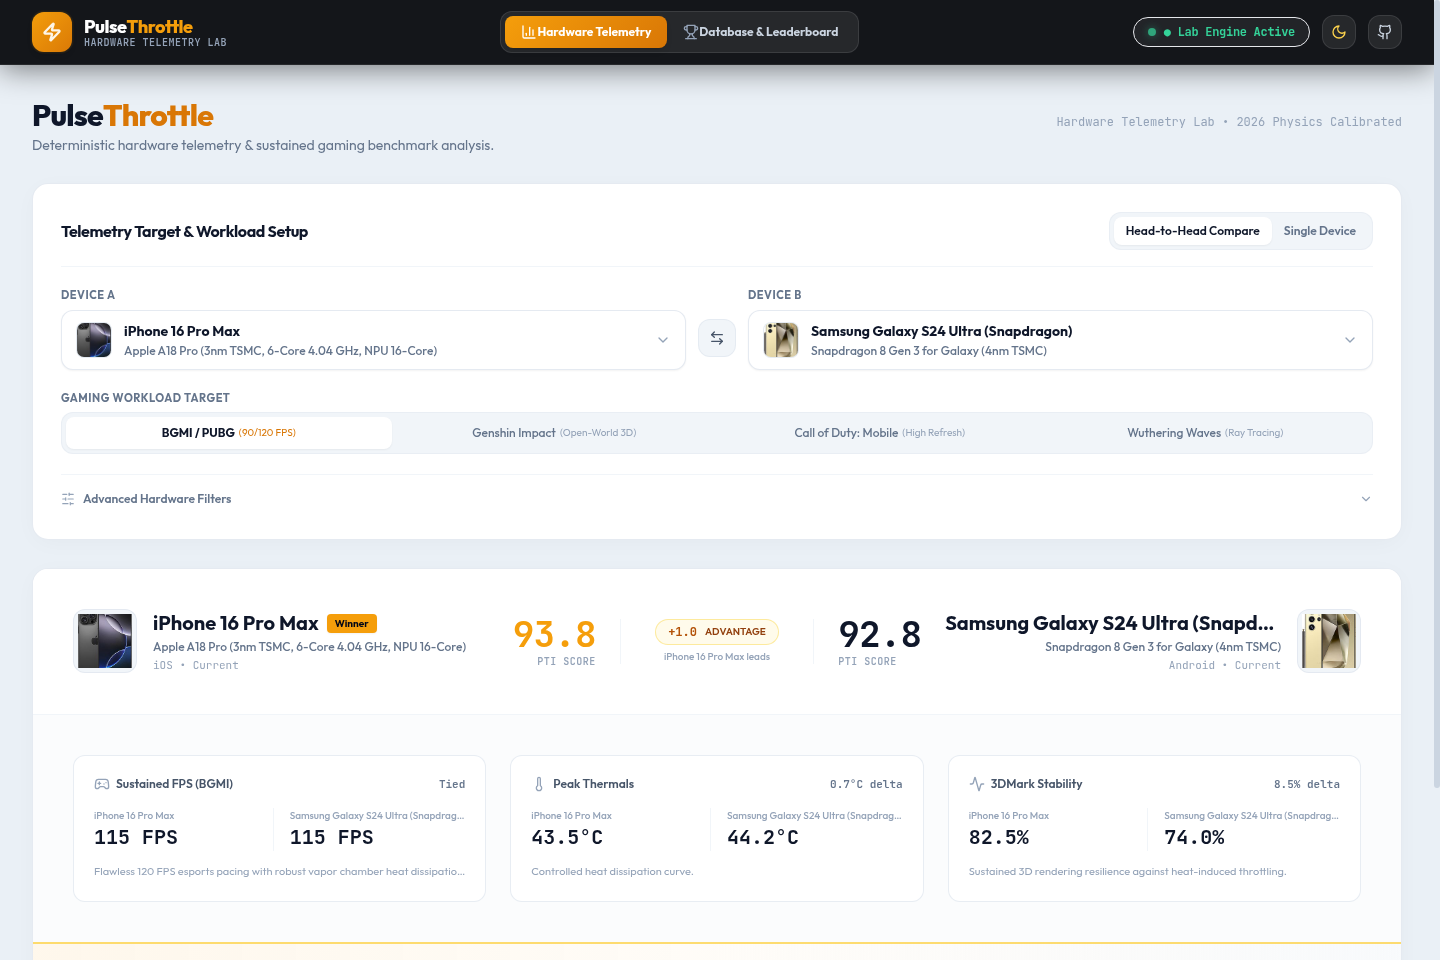 PulseThrottle
HARDWARE TELEMETRY LAB
Hardware Telemetry
Database & Leaderboard
● Lab Engine Active
PulseThrottle
Deterministic hardware telemetry & sustained gaming benchmark analysis.
Hardware Telemetry Lab • 2026 Physics Calibrated
Telemetry Target & Workload Setup
Head-to-Head Compare
Single Device
DEVICE A
iPhone 16 Pro Max
Apple A18 Pro (3nm TSMC, 6-Core 4.04 GHz, NPU 16-Core)
DEVICE B
Samsung Galaxy S24 Ultra (Snapdragon)
Snapdragon 8 Gen 3 for Galaxy (4nm TSMC)
GAMING WORKLOAD TARGET
BGMI / PUBG (90/120 FPS)
Genshin Impact (Open-World 3D)
Call of Duty: Mobile (High Refresh)
Wuthering Waves (Ray Tracing)
Advanced Hardware Filters
iPhone 16 Pro Max Winner
Apple A18 Pro (3nm TSMC, 6-Core 4.04 GHz, NPU 16-Core)
iOS • Current
93.8
PTI SCORE
+1.0 ADVANTAGE
iPhone 16 Pro Max leads
92.8
PTI SCORE
Samsung Galaxy S24 Ultra (Snapd...
Snapdragon 8 Gen 3 for Galaxy (4nm TSMC)
Android • Current
Sustained FPS (BGMI) Tied
iPhone 16 Pro Max
115 FPS
Samsung Galaxy S24 Ultra (Snapdrag...
115 FPS
Flawless 120 FPS esports pacing with robust vapor chamber heat dissipatio...
Peak Thermals 0.7°C delta
iPhone 16 Pro Max
43.5°C
Samsung Galaxy S24 Ultra (Snapdrag...
44.2°C
Controlled heat dissipation curve.
3DMark Stability 8.5% delta
iPhone 16 Pro Max
82.5%
Samsung Galaxy S24 Ultra (Snapdrag...
74.0%
Sustained 3D rendering resilience against heat-induced throttling.